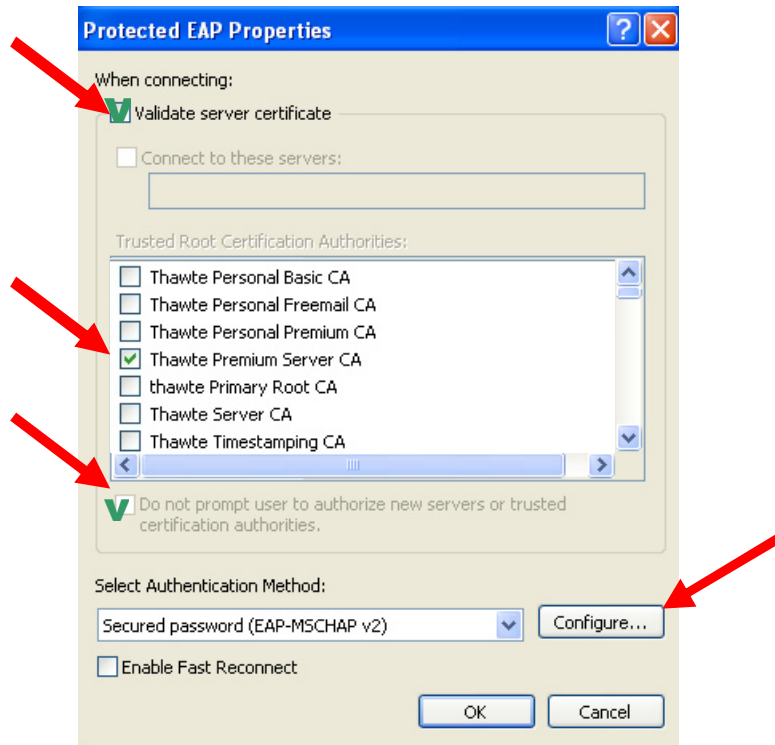 Protected EAP Properties
When connecting:
Validate server certificate
Connect to these servers:
Trusted Root Certification Authorities:
Thawte Personal Basic CA
Thawte Personal Freemail CA
Thawte Personal Premium CA
Thawte Premium Server CA
thawte Primary Root CA
Thawte Server CA
Thawte Timestamping CA
Do not prompt user to authorize new servers or trusted
certification authorities.
Select Authentication Method:
Secured password (EAP-MSCHAP v2)
Configure...
Enable Fast Reconnect
OK
Cancel